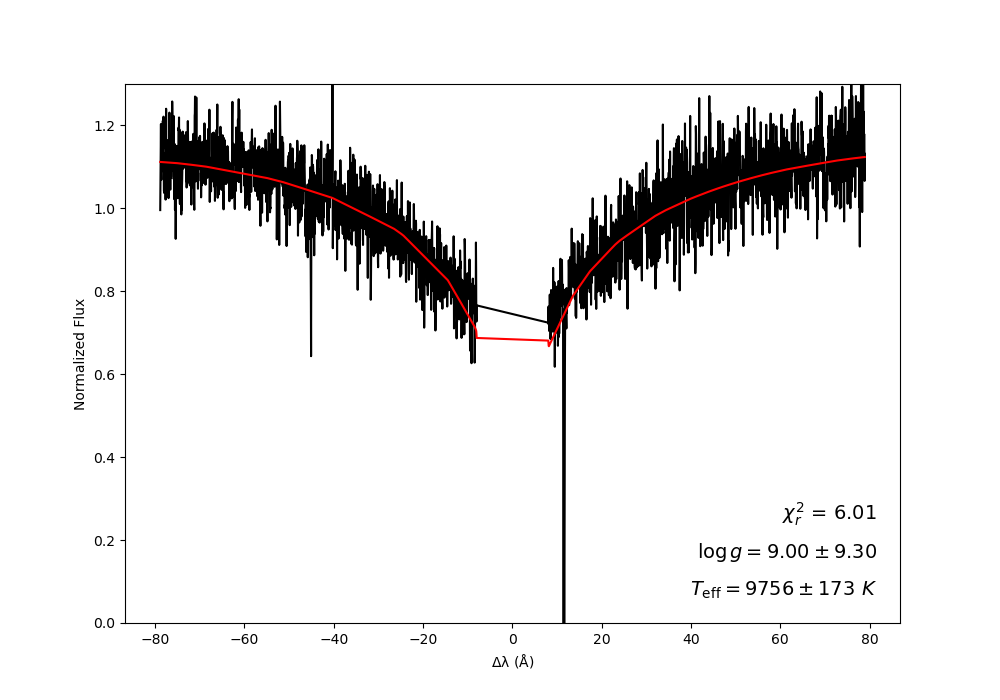 1.2
1.0
0.8
0.6
0.4
0.2
0.0
Normalized Flux
χ²ᵣ = 6.01
log g = 9.00 ± 9.30
T_eff = 9756 ± 173 K
−80 −60 −40 −20 0 20 40 60 80
Δλ (Å)